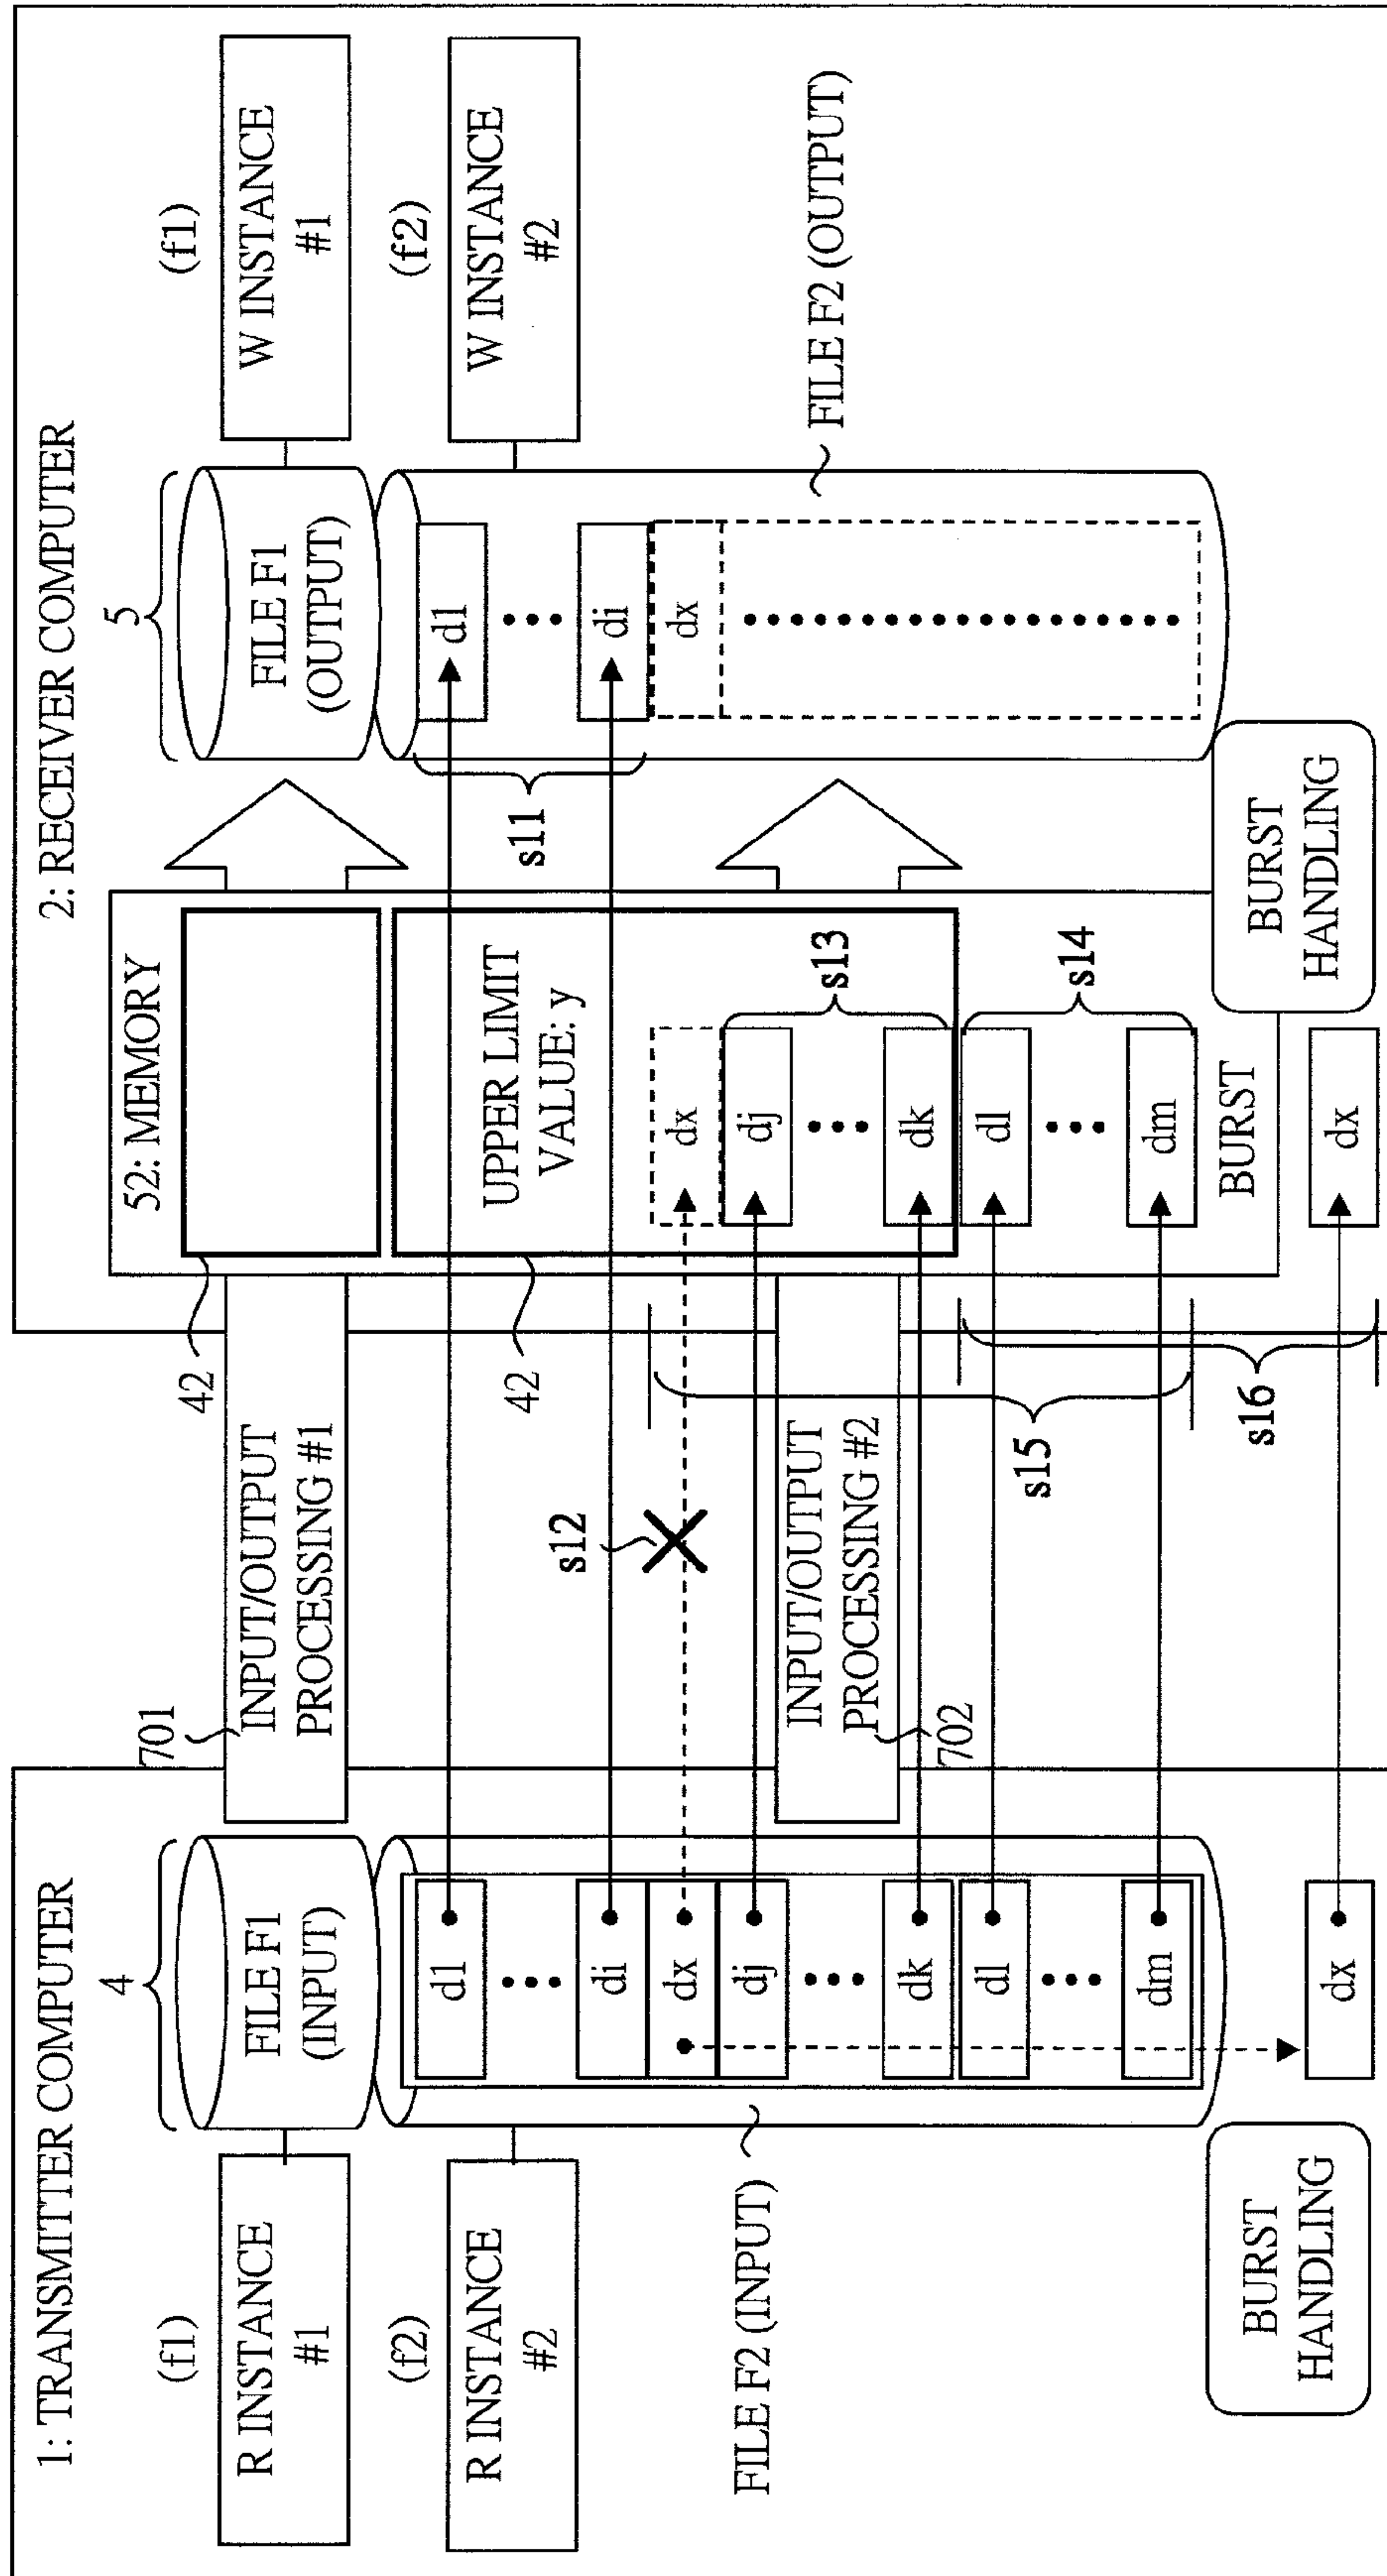 1: TRANSMITTER COMPUTER
(f1)
R INSTANCE
#1
(f2)
R INSTANCE
#2
4
FILE F1
(INPUT)
d1
di
dx
dj
dk
dl
dm
FILE F2 (INPUT)
BURST
HANDLING
dx
701
INPUT/OUTPUT
PROCESSING #1
s12
INPUT/OUTPUT
PROCESSING #2
702
s15
s16
2: RECEIVER COMPUTER
52: MEMORY
42
42
UPPER LIMIT
VALUE: y
dx
dj
dk
s13
dl
dm
s14
BURST
dx
BURST
HANDLING
5
FILE F1
(OUTPUT)
s11
d1
di
dx
FILE F2 (OUTPUT)
(f1)
W INSTANCE
#1
(f2)
W INSTANCE
#2